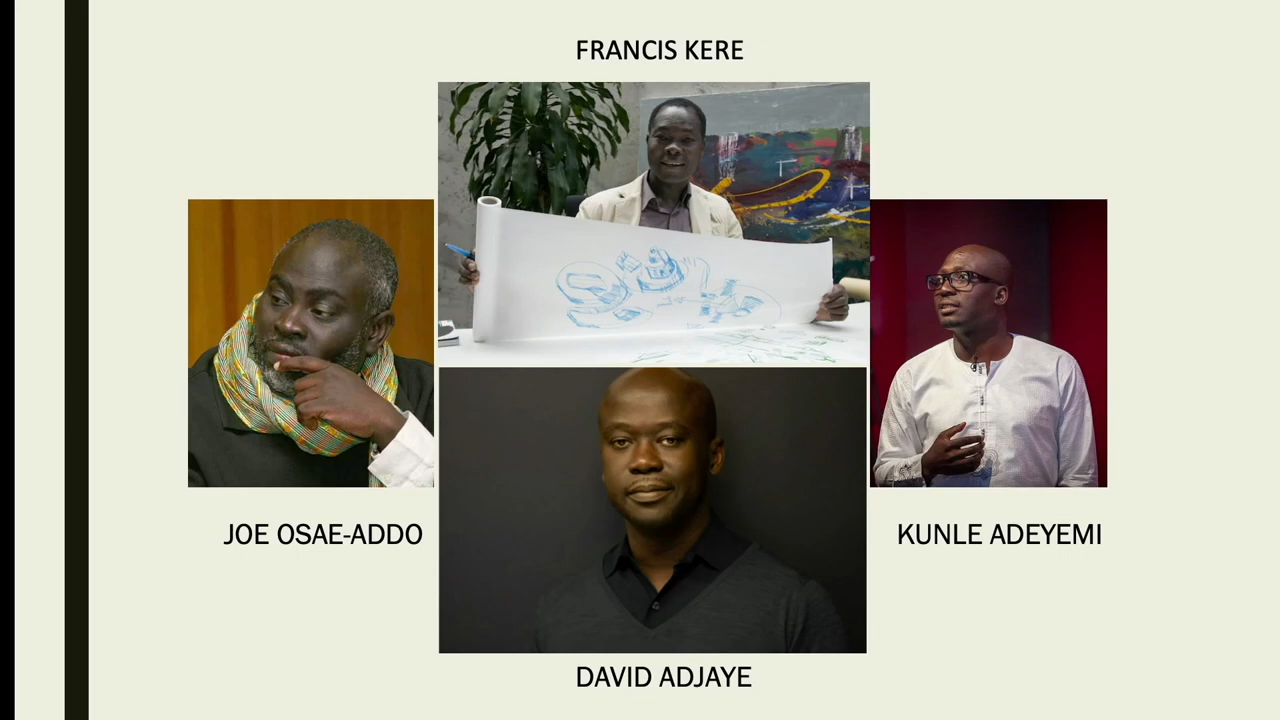 FRANCIS KERE
JOE OSAE-ADDO
KUNLE ADEYEMI
DAVID ADJAYE